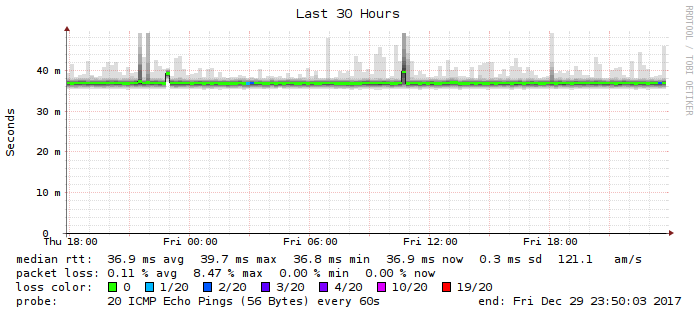 Last 30 Hours
RRDTOOL / TOBI OETIKER
Seconds
40 m
30 m
20 m
10 m
0
Thu 18:00 Fri 00:00 Fri 06:00 Fri 12:00 Fri 18:00
median rtt: 36.9 ms avg 39.7 ms max 36.8 ms min 36.9 ms now 0.3 ms sd 121.1 am/s
packet loss: 0.11 % avg 8.47 % max 0.00 % min 0.00 % now
loss color: 0 1/20 2/20 3/20 4/20 10/20 19/20
probe: 20 ICMP Echo Pings (56 Bytes) every 60s end: Fri Dec 29 23:50:03 2017